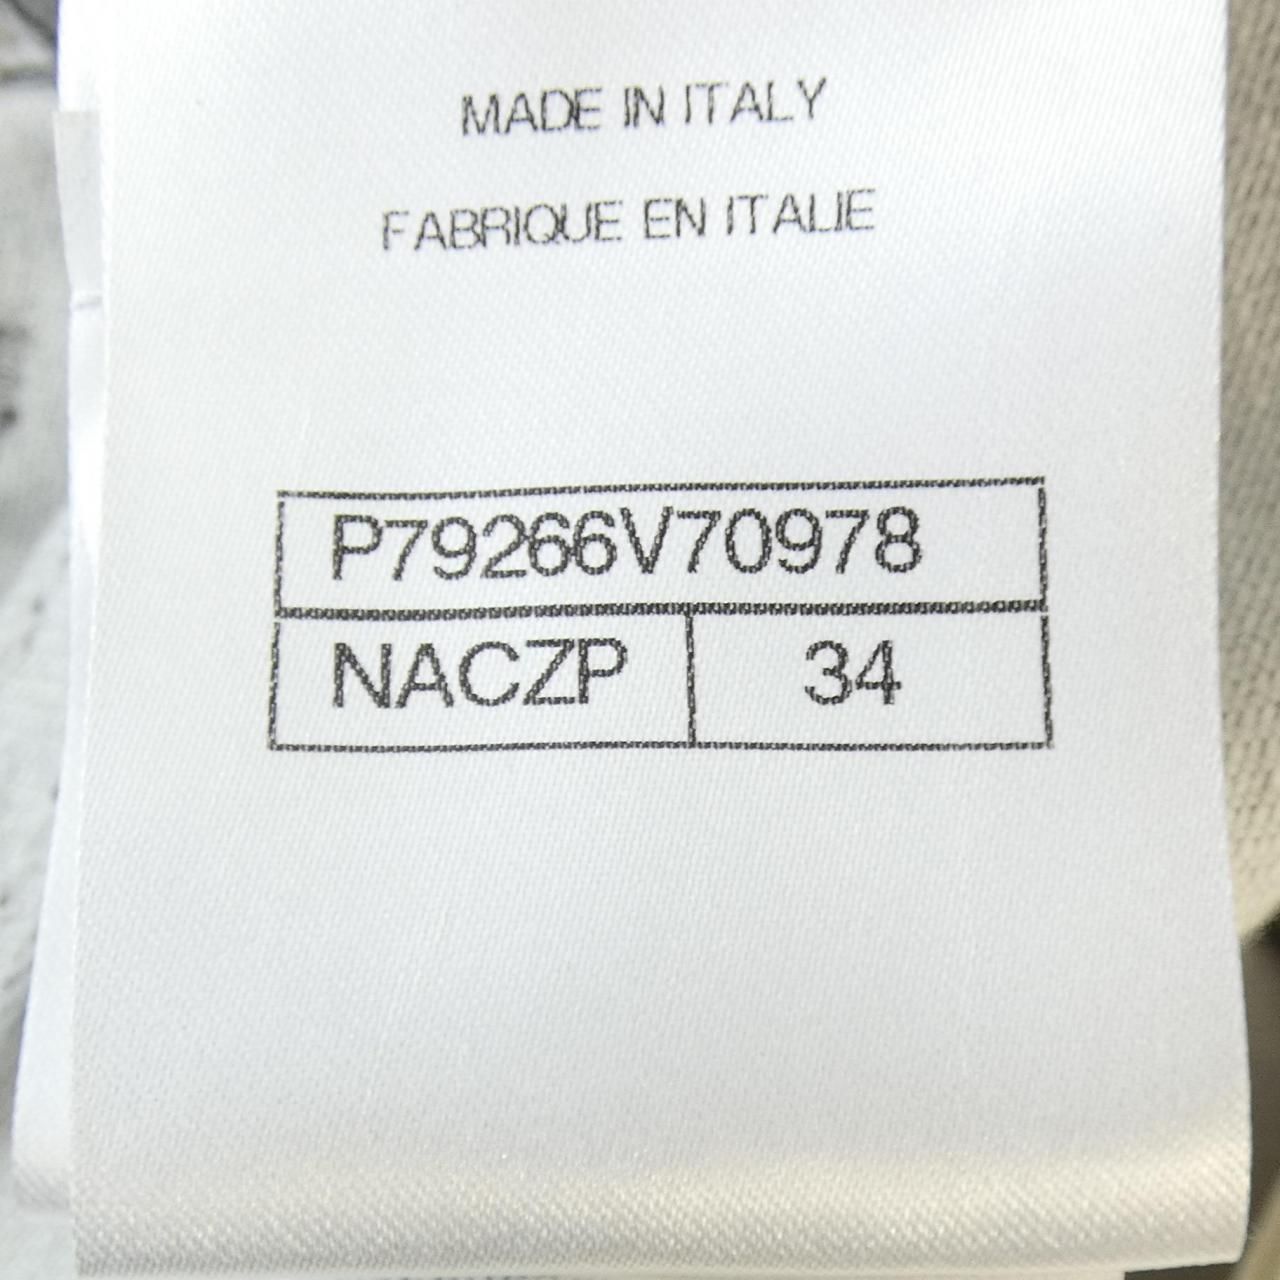 MADE IN ITALY
FABRIQUE EN ITALIE
P79266V70978
NACZP 34